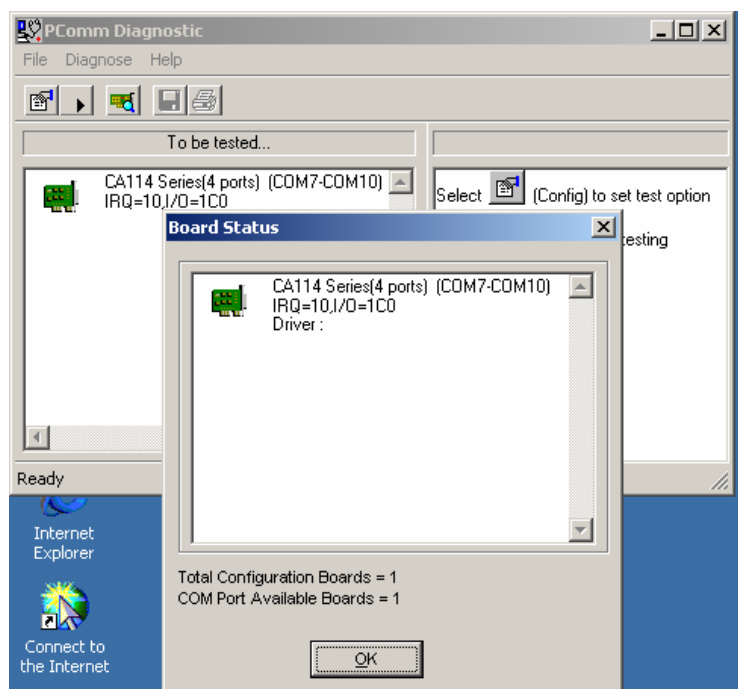 PComm Diagnostic
File Diagnose Help
To be tested...
CA114 Series(4 ports) (COM7-COM10)
IRQ=10,I/O=1C0
Select (Config) to set test option
testing
Board Status
CA114 Series(4 ports) (COM7-COM10)
IRQ=10,I/O=1C0
Driver :
Total Configuration Boards = 1
COM Port Available Boards = 1
OK
Ready
Internet
Explorer
Connect to
the Internet